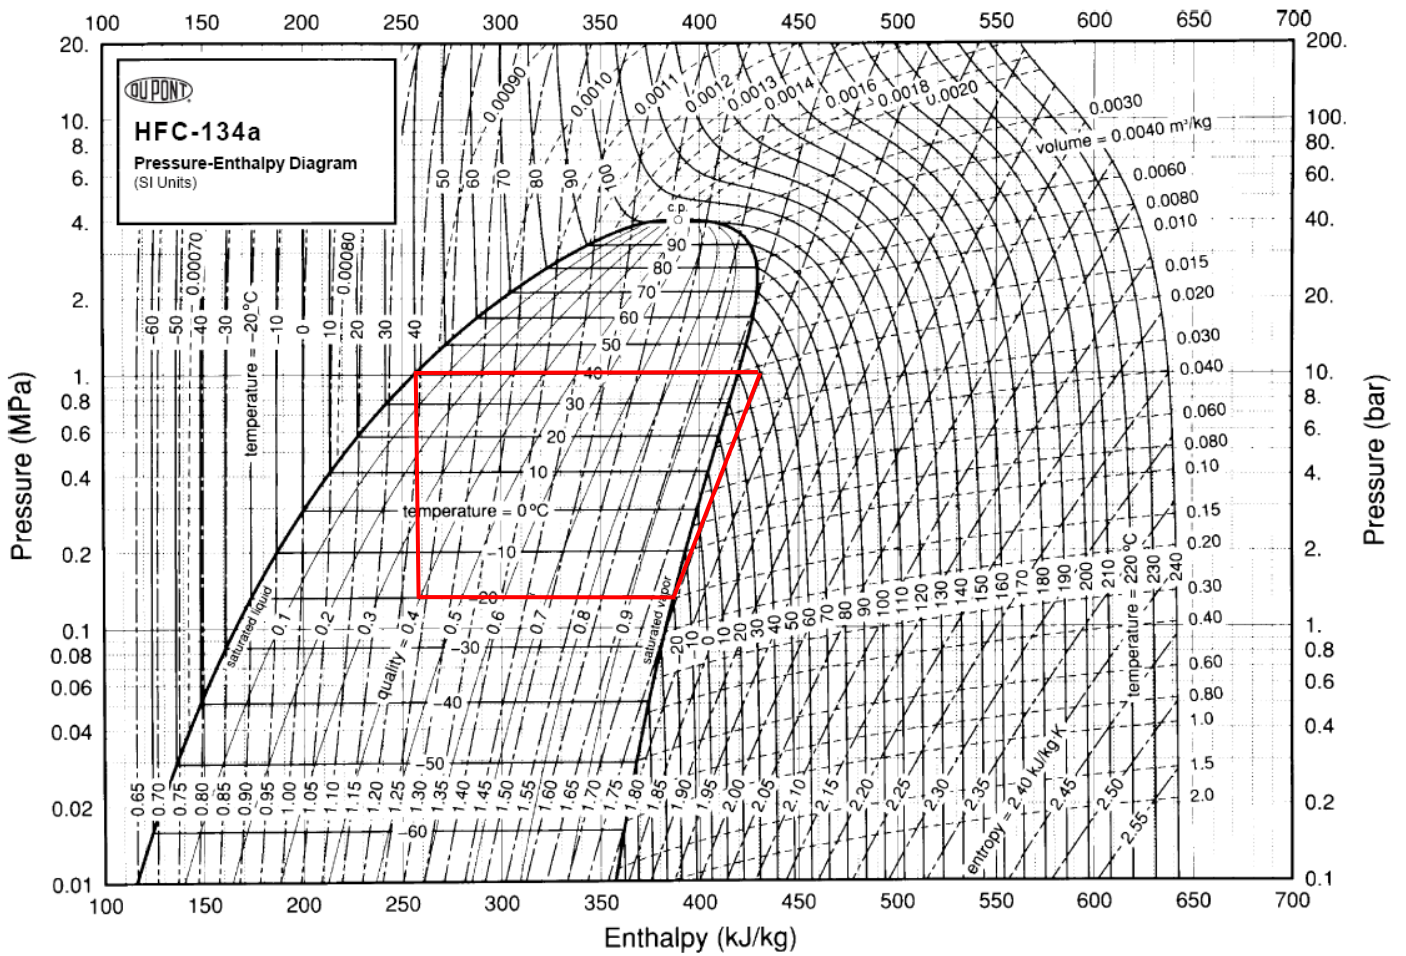 100 150 200 250 300 350 400 450 500 550 600 650 700
20. 200.
DU PONT
HFC-134a
Pressure-Enthalpy Diagram
(SI Units)
0.00090 0.0010 0.0011 0.0012 0.0013 0.0014 0.0016 0.0018 0.0020
0.0030
volume = 0.0040 m³/kg
0.0060
0.0080
0.010
0.015
0.020
0.030
0.040
0.060
0.080
0.10
0.15
0.20
0.30
0.40
0.60
0.80
1.0
1.5
2.0
10. 100.
8. 80.
6. 60.
4. 40.
2. 20.
1. 10.
0.8 8.
0.6 6.
0.4 4.
0.2 2.
0.1 1.
0.08 0.8
0.06 0.6
0.04 0.4
0.02 0.2
0.01 0.1
Pressure (MPa)
Pressure (bar)
50 60 70 80 90 100
c.p.
90
80
70
60
50
40
30
20
10
temperature = 0°C
-10
-20
-30
-40
-50
-60
0.00070 0.00080
-60 -50 -40 -30 temperature = -20°C -10 0 10 20 30 40
saturated liquid
0.1 0.2 0.3 quality = 0.4 0.5 0.6 0.7 0.8 0.9
saturated vapor
-20 -10 0 10 20 30 40 50 60 70 80 90 100 110 120 130 140 150 160 170 180 190 200 210 temperature = 220°C 230 240
0.65 0.70 0.75 0.80 0.85 0.90 0.95 1.00 1.05 1.10 1.15 1.20 1.25 1.30 1.35 1.40 1.45 1.50 1.55 1.60 1.65 1.70 1.75 1.80 1.85 1.90 1.95 2.00 2.05 2.10 2.15 2.20 2.25 2.30 2.35 entropy = 2.40 kJ/kg·K 2.45 2.50 2.55
100 150 200 250 300 350 400 450 500 550 600 650 700
Enthalpy (kJ/kg)